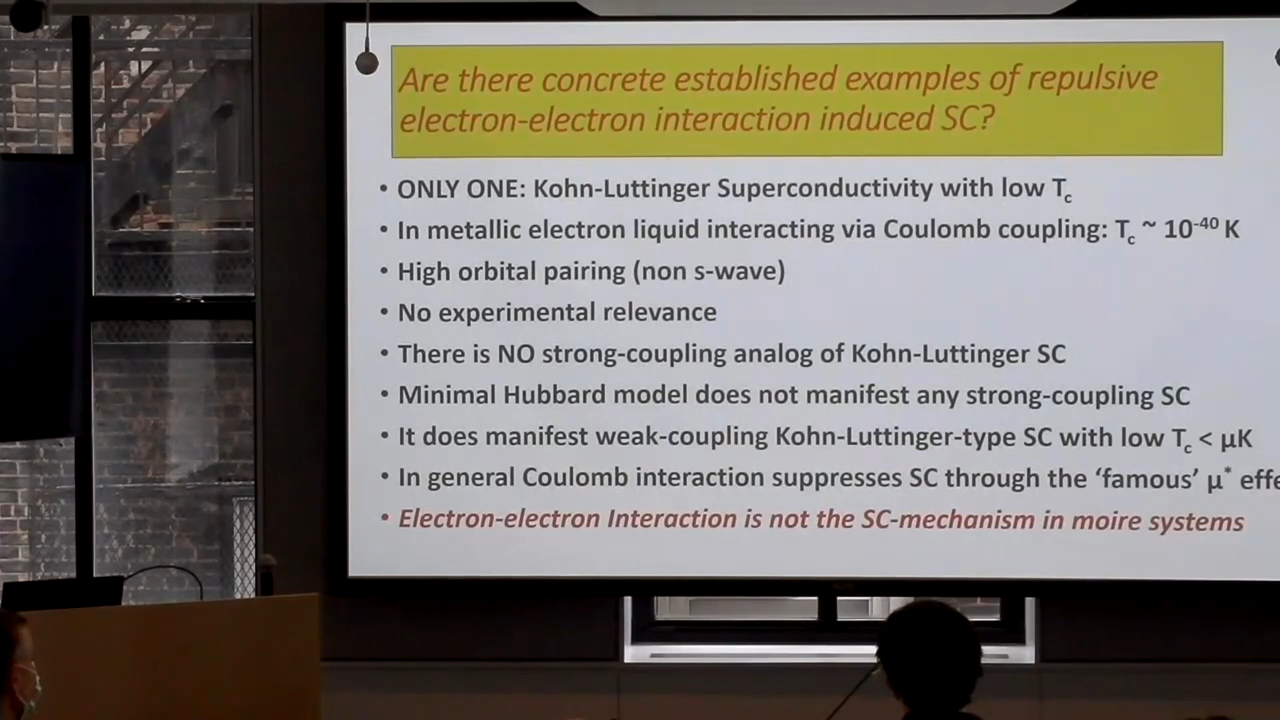 Are there concrete established examples of repulsive
electron-electron interaction induced SC?
• ONLY ONE: Kohn-Luttinger Superconductivity with low Tc
• In metallic electron liquid interacting via Coulomb coupling: Tc ~ 10⁻⁴⁰ K
• High orbital pairing (non s-wave)
• No experimental relevance
• There is NO strong-coupling analog of Kohn-Luttinger SC
• Minimal Hubbard model does not manifest any strong-coupling SC
• It does manifest weak-coupling Kohn-Luttinger-type SC with low Tc < μK
• In general Coulomb interaction suppresses SC through the ‘famous’ μ*
• Electron-electron Interaction is not the SC-mechanism in moire systems